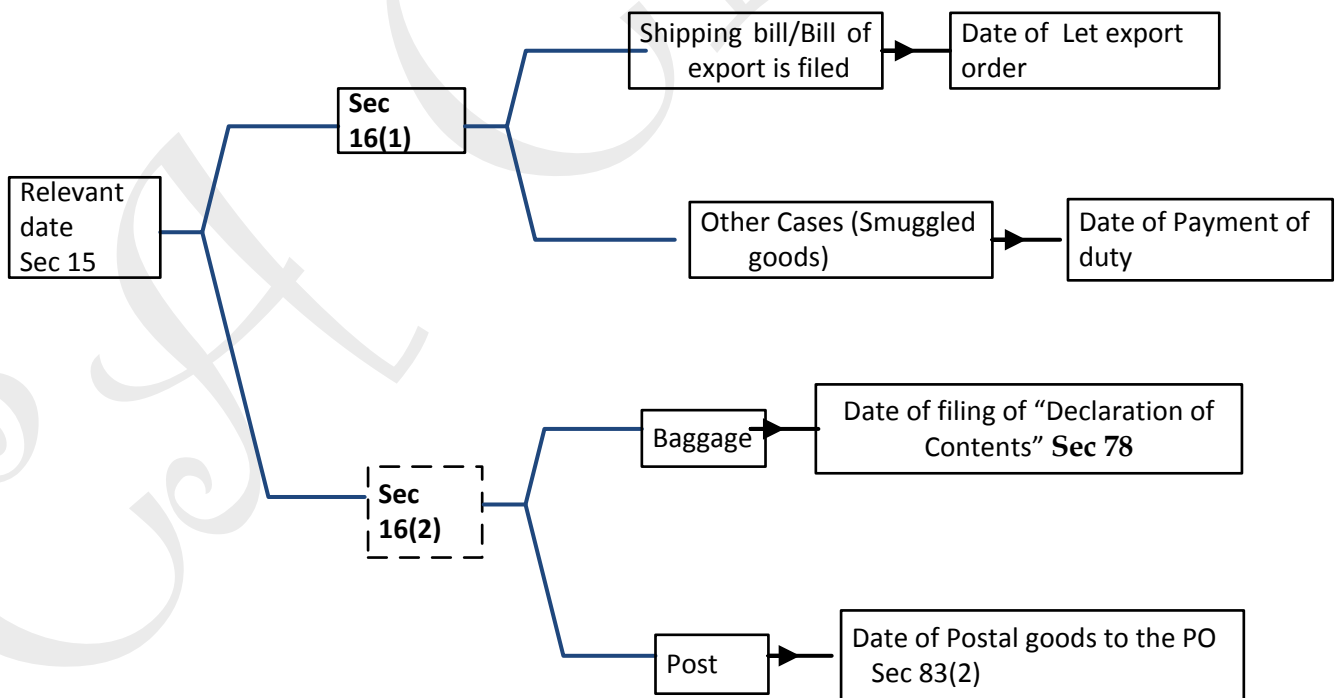 Shipping bill/Bill of
export is filed
Date of Let export
order
Sec
16(1)
Relevant
date
Sec 15
Other Cases (Smuggled
goods)
Date of Payment of
duty
Baggage
Date of filing of “Declaration of
Contents” Sec 78
Sec
16(2)
Post
Date of Postal goods to the PO
Sec 83(2)